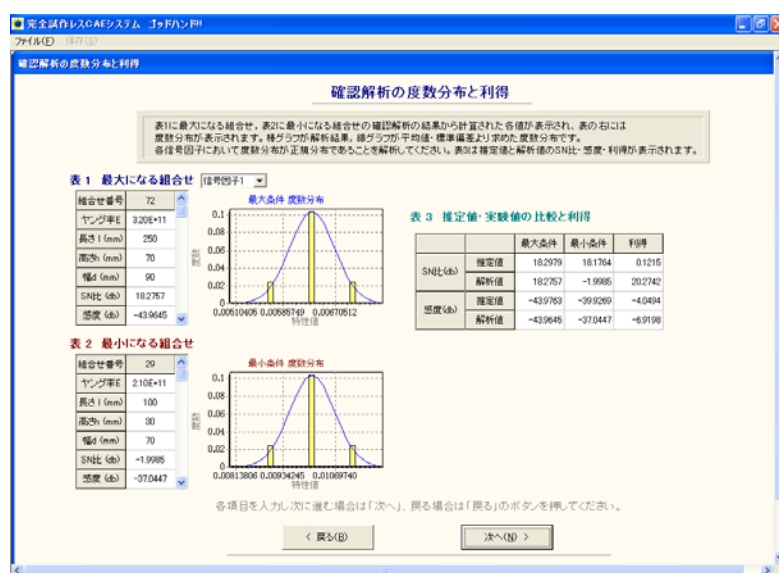 完全試作レスCAEシステム ゴッドハンド!!
ファイル(F) 保存(S)
確認解析の度数分布と利得
確認解析の度数分布と利得
表1に最大になる組合せ，表2に最小になる組合せの確認解析の結果から計算された各値が表示され、表の右には
度数分布が表示されます。棒グラフが解析結果，線グラフが平均値・標準偏差より求めた度数分布です。
各信号因子において度数分布が正規分布であることを解析してください。表3は推定値と解析値のSN比・感度・利得が表示されます。
表 1 最大になる組合せ 信号因子1
組合せ番号 72
ヤング率E 3.20E+11
長さ l (mm) 250
高さh (mm) 70
幅d (mm) 90
SN比 (db) 18.2757
感度 (db) -43.9645
最大条件 度数分布
0.1
0.08
0.06
0.04
0.02
0
度数
0.00510405 0.00585749 0.00670512
特性値
表 3 推定値・実験値の比較と利得
最大条件 最小条件 利得
SN比(db) 推定値 18.2979 18.1764 0.1215
解析値 18.2757 -1.9985 20.2742
感度(db) 推定値 -43.9763 -39.9269 -4.0494
解析値 -43.9645 -37.0447 -6.9198
表 2 最小になる組合せ
組合せ番号 29
ヤング率E 2.10E+11
長さ l (mm) 100
高さh (mm) 30
幅d (mm) 70
SN比 (db) -1.9985
感度 (db) -37.0447
最小条件 度数分布
0.1
0.08
0.06
0.04
0.02
0
度数
0.00813806 0.00934245 0.01069740
特性値
各項目を入力し次に進む場合は「次へ」、戻る場合は「戻る」のボタンを押してください。
< 戻る(B)
次へ(N) >